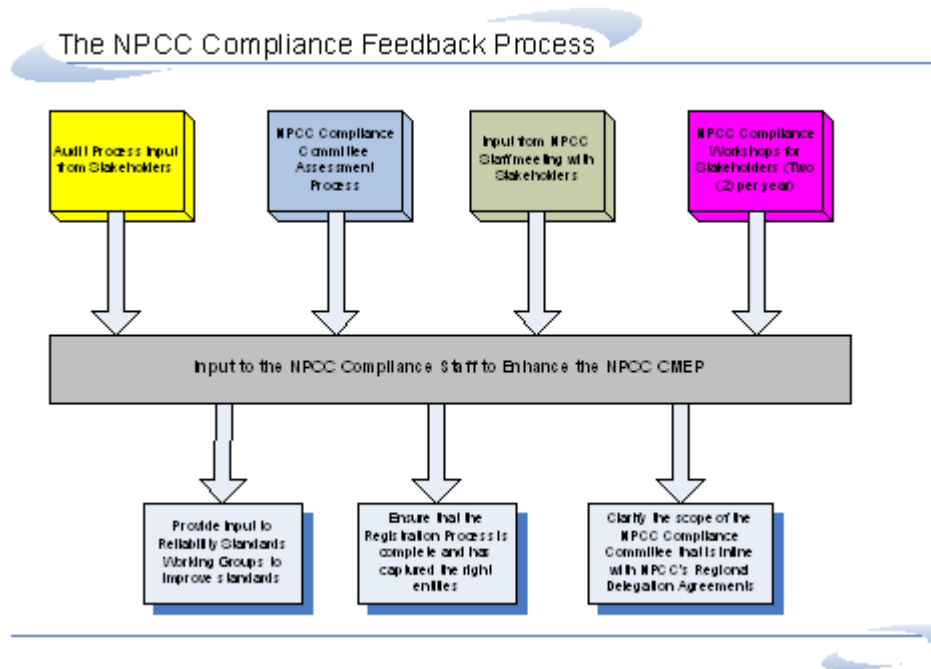 The NPCC Compliance Feedback Process
Audit Process Input
from Stakeholders
NPCC Compliance
Committee
Assessment
Process
Input from NPCC
Staff meeting with
Stakeholders
NPCC Compliance
Workshops for
Stakeholders (Two
(2) per year)
Input to the NPCC Compliance Staff to Enhance the NPCC CMEP
Provide Input to
Reliability Standards
Working Groups to
improve standards
Ensure that the
Registration Process is
complete and has
captured the right
entities
Clarify the scope of the
NPCC Compliance
Committee that is inline
with NPCC's Regional
Delegation Agreements